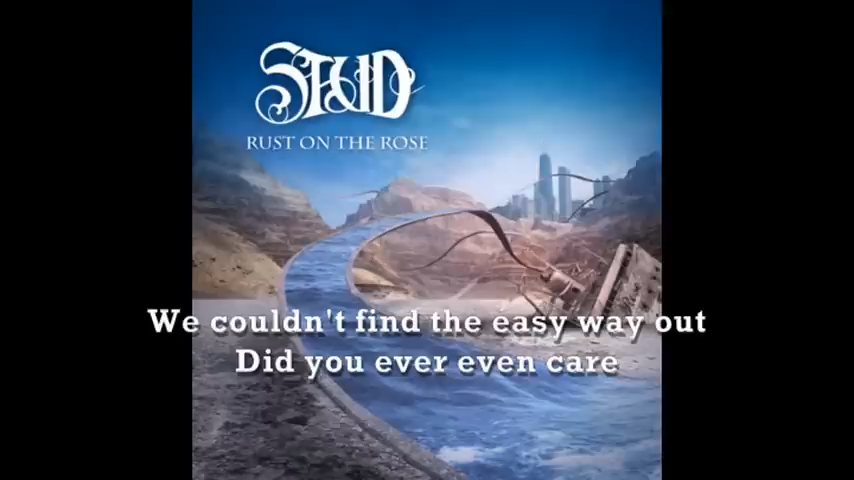 STUD
RUST ON THE ROSE
We couldn't find the easy way out
Did you ever even care